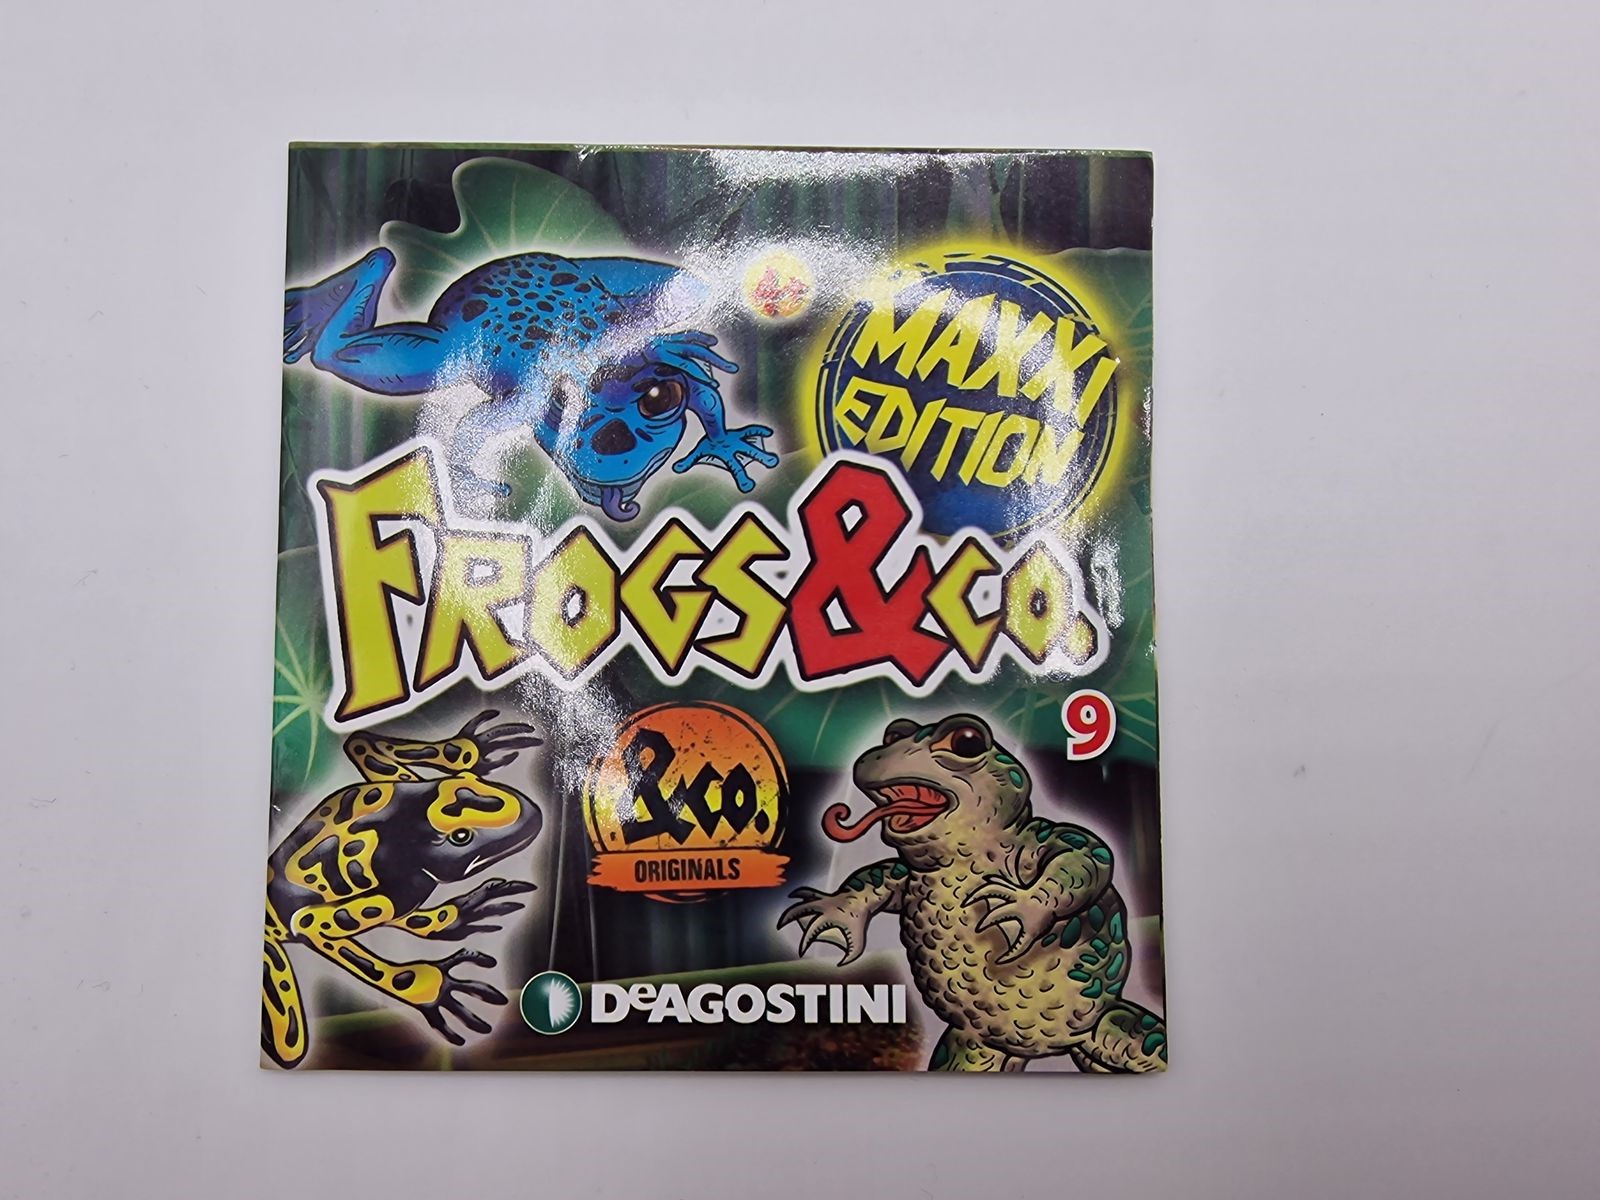 MAXXI
EDITION
FROGS&CO.
9
&CO.
ORIGINALS
DeAGOSTINI